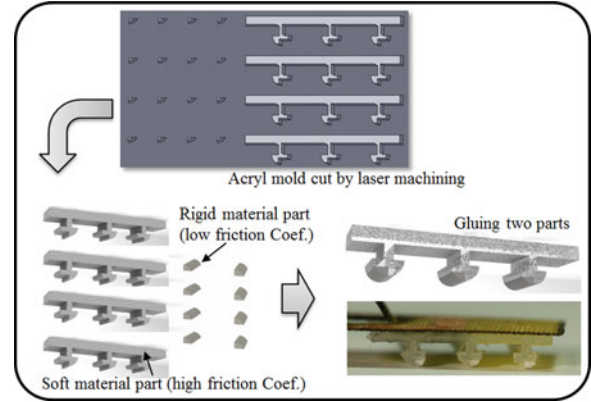 Acryl mold cut by laser machining
Rigid material part
(low friction Coef.)
Gluing two parts
Soft material part (high friction Coef.)